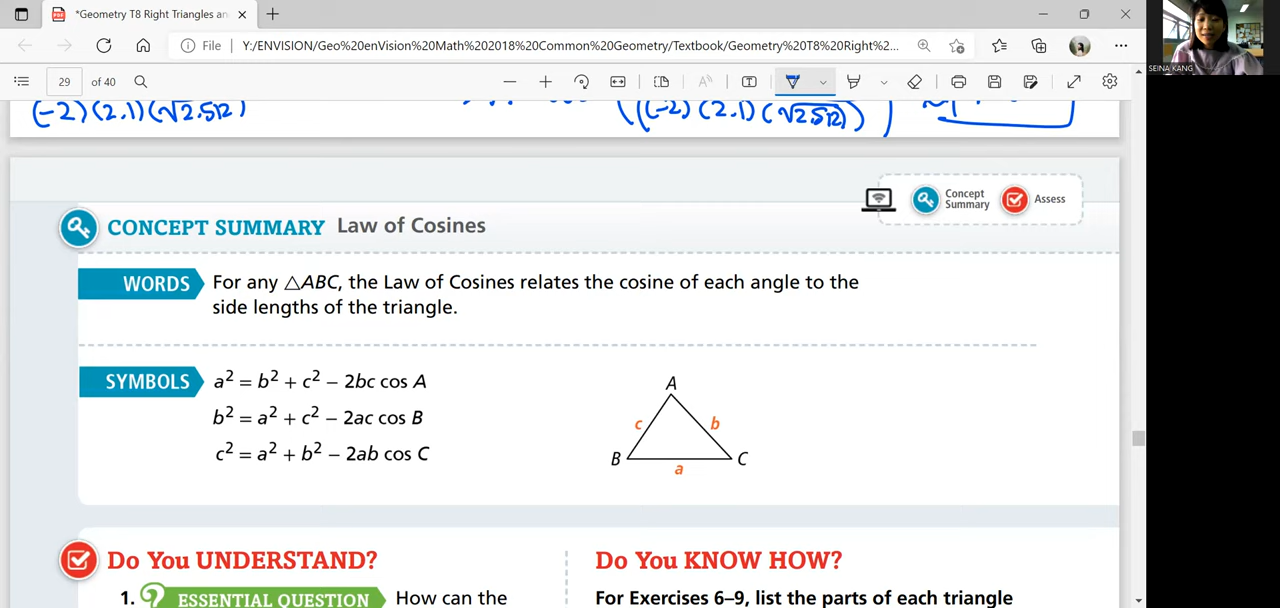 *Geometry T8 Right Triangles an
File Y:/ENVISION/Geo%20enVision%20Math%202018%20Common%20Geometry/Textbook/Geometry%20T8%20Right%2...
SEINA KANG
29 of 40
(-2)(2.1)(√2.512) ((-2)(2.1)(√2.512))
Concept
Summary
Assess
CONCEPT SUMMARY Law of Cosines
WORDS For any △ABC, the Law of Cosines relates the cosine of each angle to the
side lengths of the triangle.
SYMBOLS a² = b² + c² − 2bc cos A
b² = a² + c² − 2ac cos B
c² = a² + b² − 2ab cos C
A
c b
B C
a
Do You UNDERSTAND?
1. ? ESSENTIAL QUESTION How can the
Do You KNOW HOW?
For Exercises 6–9, list the parts of each triangle